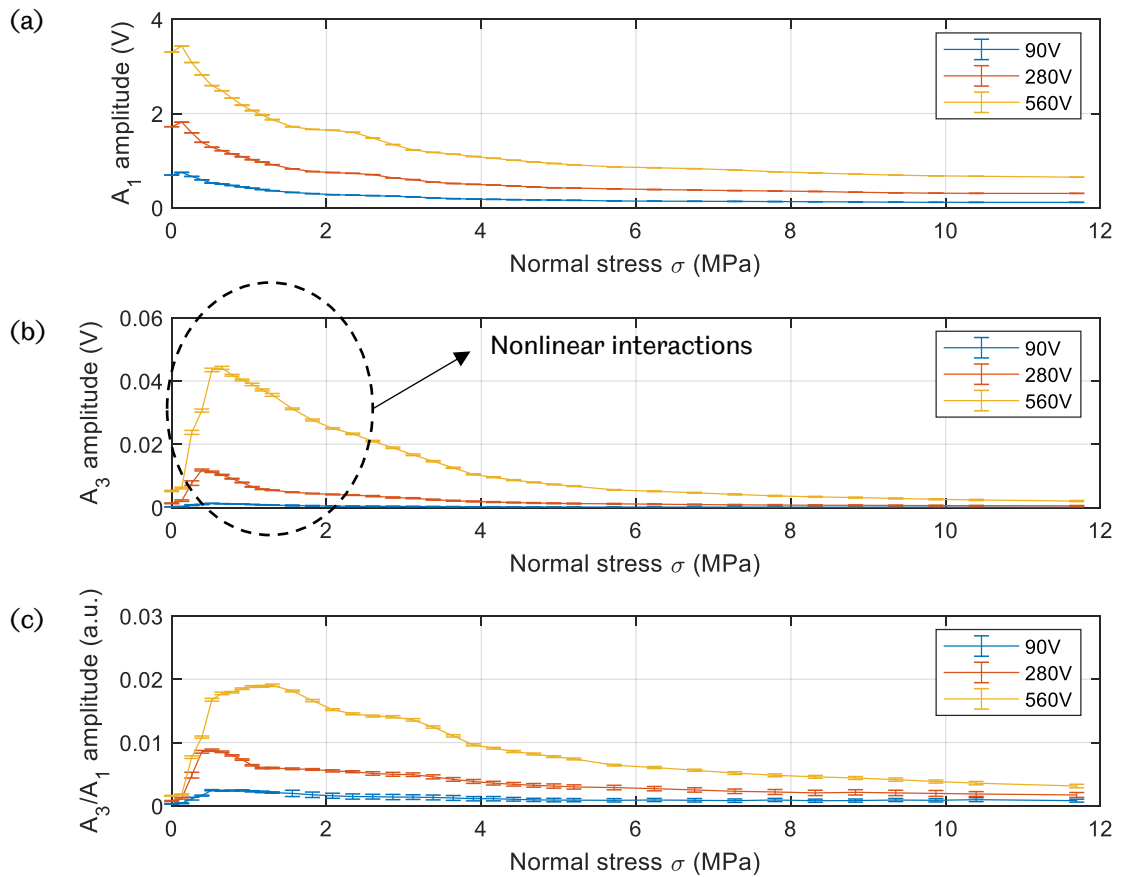 (a)
A₁ amplitude (V)
4
2
0
0 2 4 6 8 10 12
Normal stress σ (MPa)
90V
280V
560V
(b)
A₃ amplitude (V)
0.06
0.04
0.02
0
0 2 4 6 8 10 12
Normal stress σ (MPa)
Nonlinear interactions
90V
280V
560V
(c)
A₃/A₁ amplitude (a.u.)
0.03
0.02
0.01
0
0 2 4 6 8 10 12
Normal stress σ (MPa)
90V
280V
560V